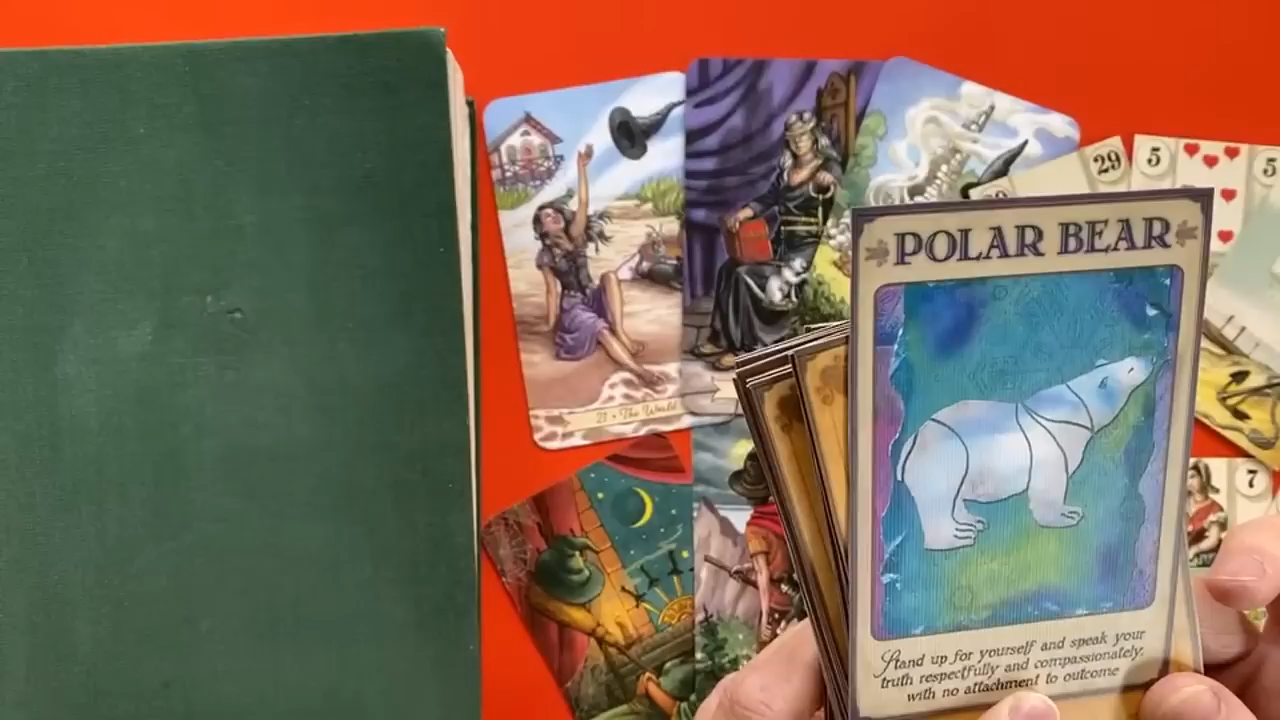 29
5
5
POLAR BEAR
21 • The World
7
Stand up for yourself and speak your
truth respectfully and compassionately,
with no attachment to outcome